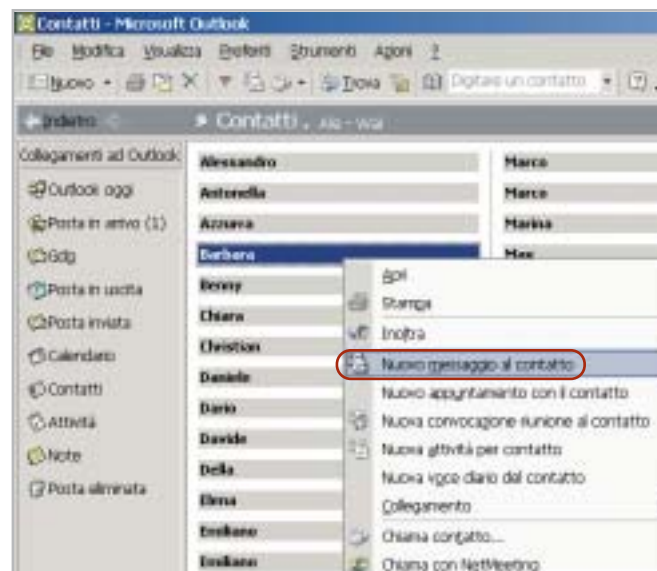 Contatti - Microsoft Outlook
File Modifica Visualizza Preferiti Strumenti Azioni ?
Nuovo Trova Digitare un contatto
Indietro Contatti . Ale - Wal
Collegamenti ad Outlook
Outlook oggi
Posta in arrivo (1)
Gdg
Posta in uscita
Posta inviata
Calendario
Contatti
Attività
Note
Posta eliminata
Alessandro
Antonella
Azzurra
Barbara
Benny
Chiara
Christian
Daniele
Dario
Davide
Delia
Elena
Emiliano
Emiliano
Marco
Marco
Marina
Max
Apri
Stampa
Inoltra
Nuovo messaggio al contatto
Nuovo appuntamento con il contatto
Nuova convocazione riunione al contatto
Nuova attività per contatto
Nuova voce diario del contatto
Collegamento
Chiama contatto...
Chiama con NetMeeting